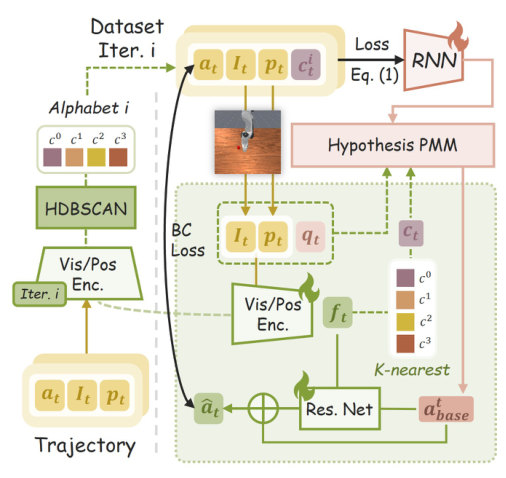 Dataset
Iter. i
a_t I_t p_t c_t^i
Loss
Eq. (1)
RNN
Alphabet i
c^0 c^1 c^2 c^3
Hypothesis PMM
HDBSCAN
BC
Loss
I_t p_t q_t
c_t
Vis/Pos
Enc.
Iter. i
Vis/Pos
Enc.
f_t
c^0
c^1
c^2
c^3
K-nearest
a_t I_t p_t
Trajectory
â_t
Res. Net
a_base^t